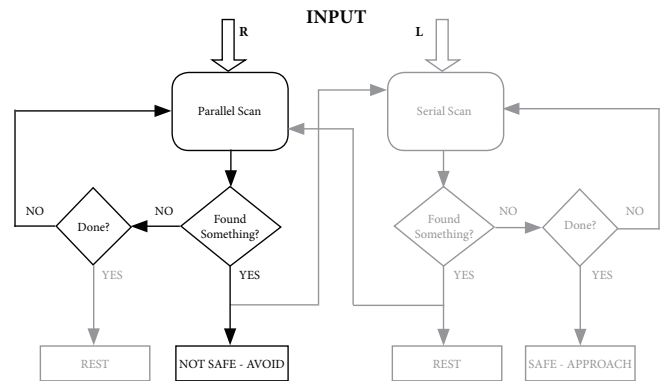 INPUT
R
L
Parallel Scan
Serial Scan
NO
Done?
NO
Found
Something?
Found
Something?
NO
Done?
NO
YES
YES
YES
YES
REST
NOT SAFE - AVOID
REST
SAFE - APPROACH